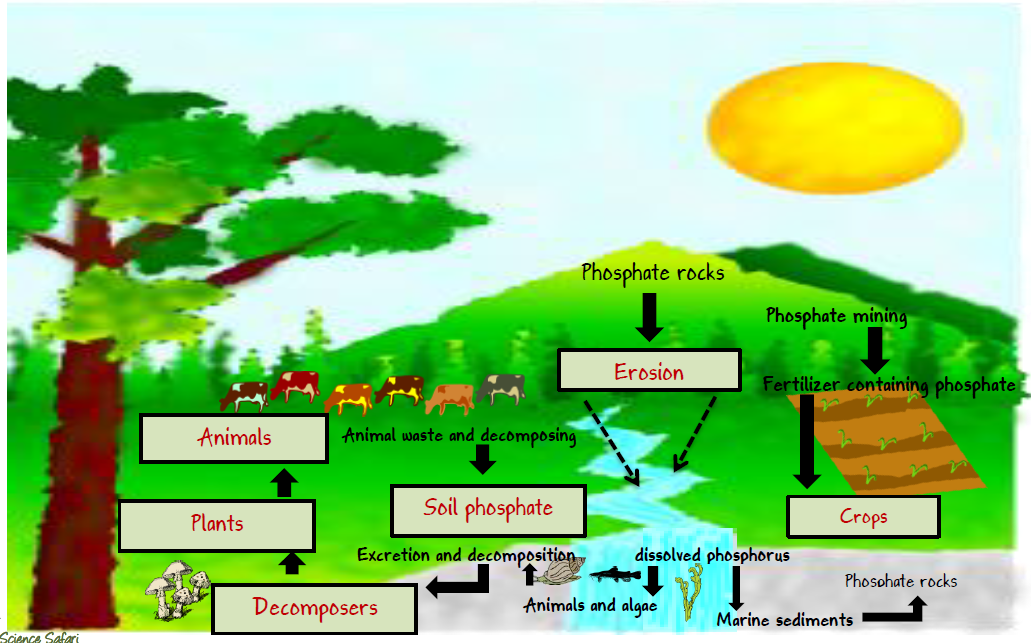 Phosphate rocks
Phosphate mining
Erosion
Fertilizer containing phosphate
Animals
Animal waste and decomposing
Soil phosphate
Plants
Crops
Excretion and decomposition
dissolved phosphorus
Phosphate rocks
Decomposers
Animals and algae
Marine sediments
Science Safari